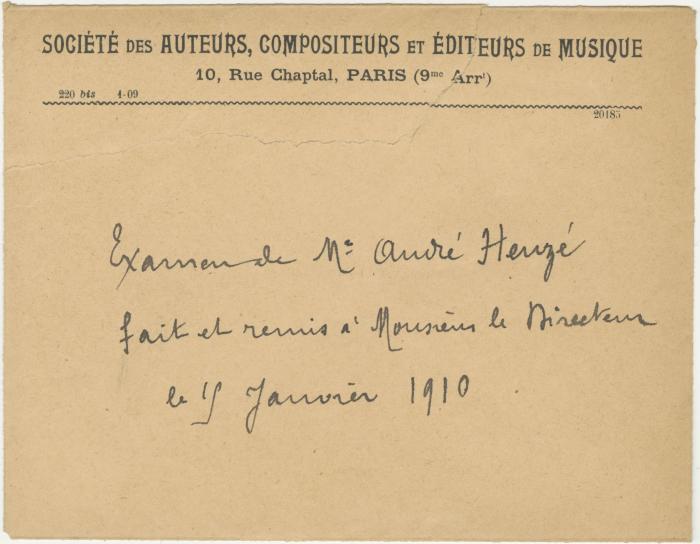 SOCIÉTÉ DES AUTEURS, COMPOSITEURS ET ÉDITEURS DE MUSIQUE
10, Rue Chaptal, PARIS (9me Arrt)
220 bis 4-09
20185
Examen de Mr André Heuzé
fait et remis à Monsieur le Directeur
le 15 Janvier 1910